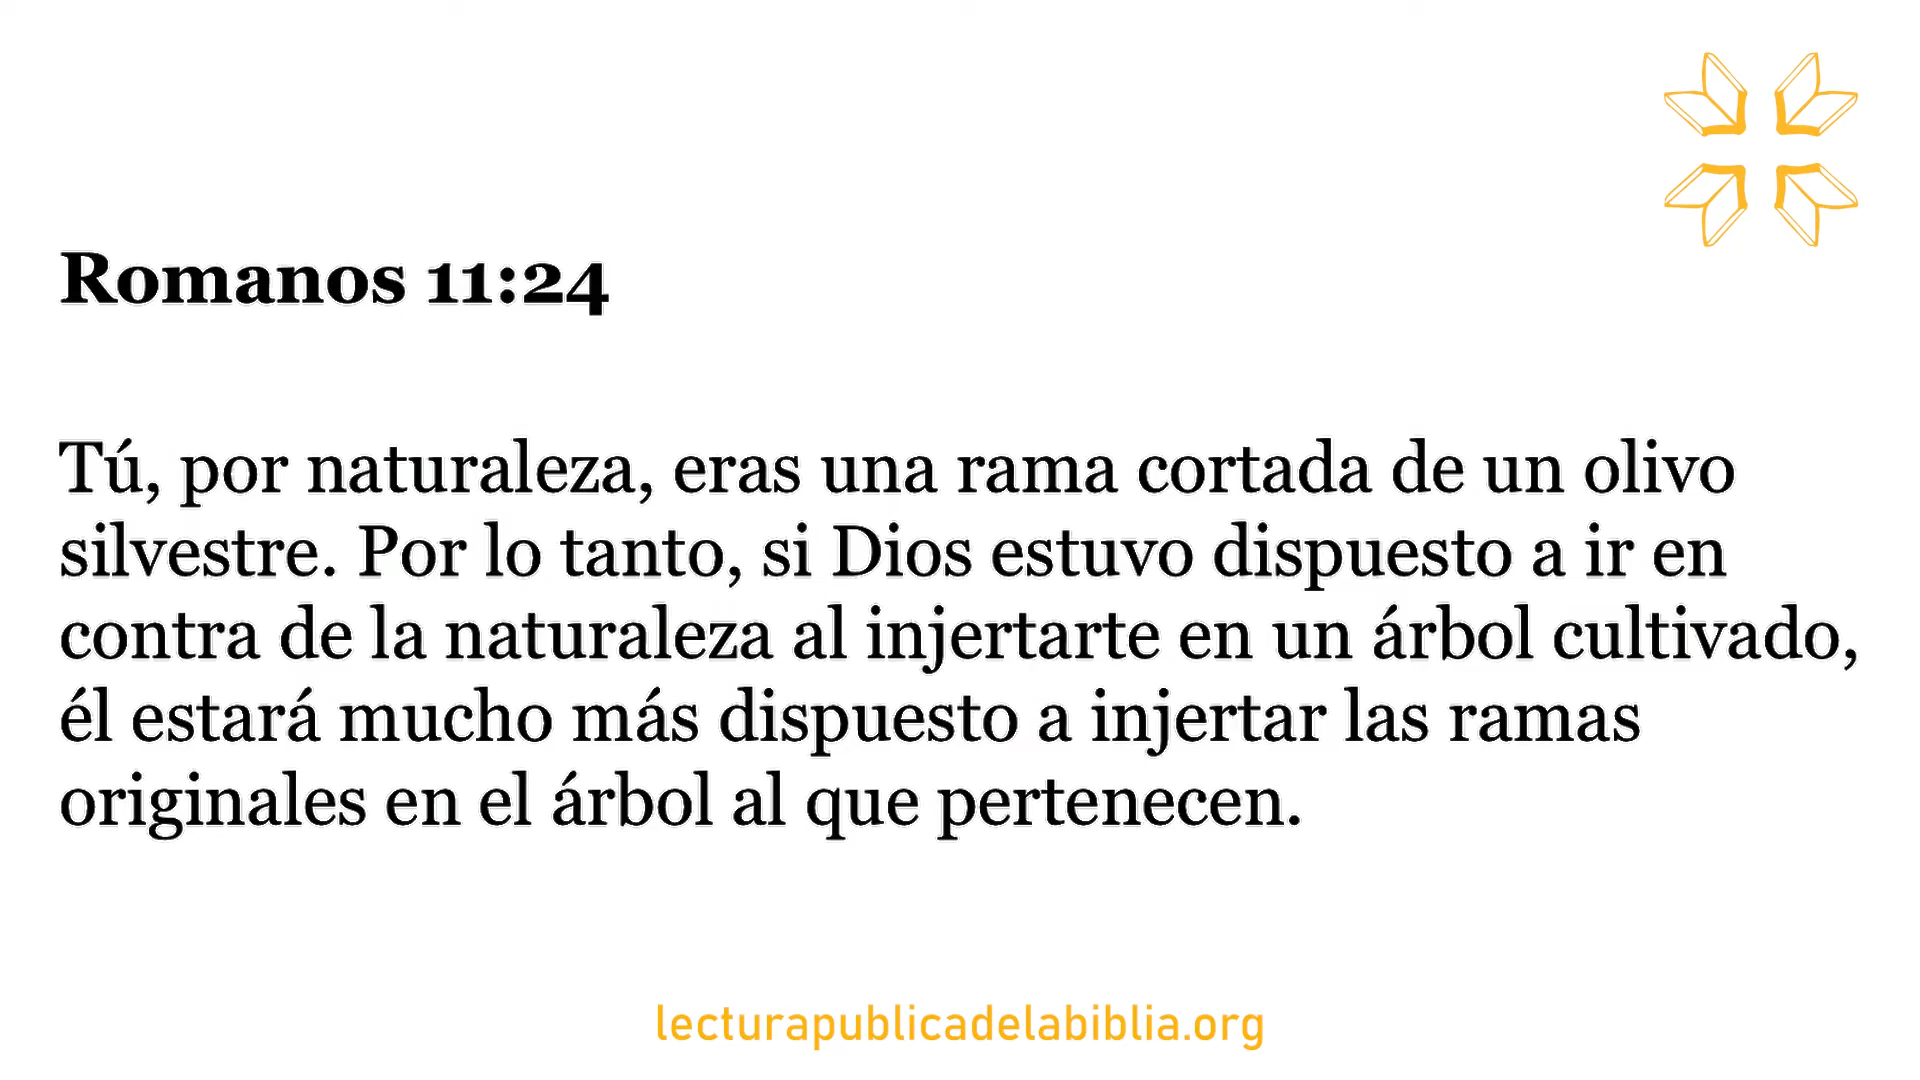 Romanos 11:24
Tú, por naturaleza, eras una rama cortada de un olivo
silvestre. Por lo tanto, si Dios estuvo dispuesto a ir en
contra de la naturaleza al injertarte en un árbol cultivado,
él estará mucho más dispuesto a injertar las ramas
originales en el árbol al que pertenecen.
lecturapublicadelabiblia.org